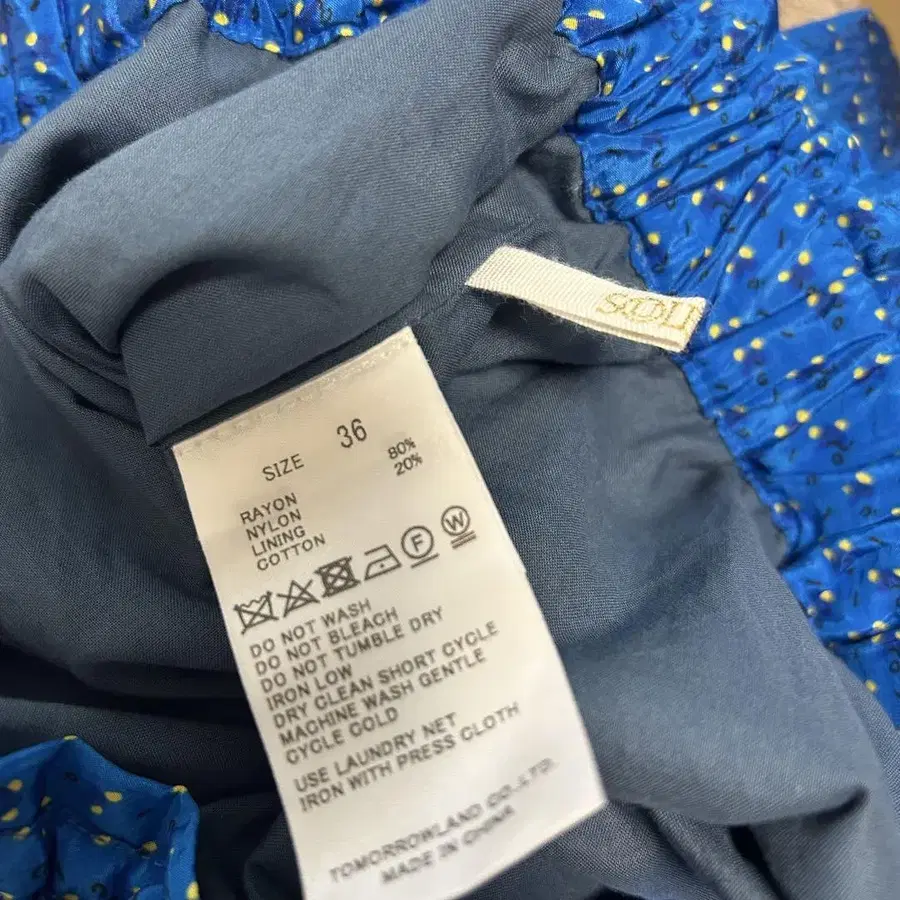 SIZE 36
RAYON 80%
NYLON 20%
LINING
COTTON
F W
DO NOT WASH
DO NOT BLEACH
DO NOT TUMBLE DRY
IRON LOW
DRY CLEAN SHORT CYCLE
MACHINE WASH GENTLE
CYCLE COLD
USE LAUNDRY NET
IRON WITH PRESS CLOTH
TOMORROWLAND CO.,LTD.
MADE IN CHINA